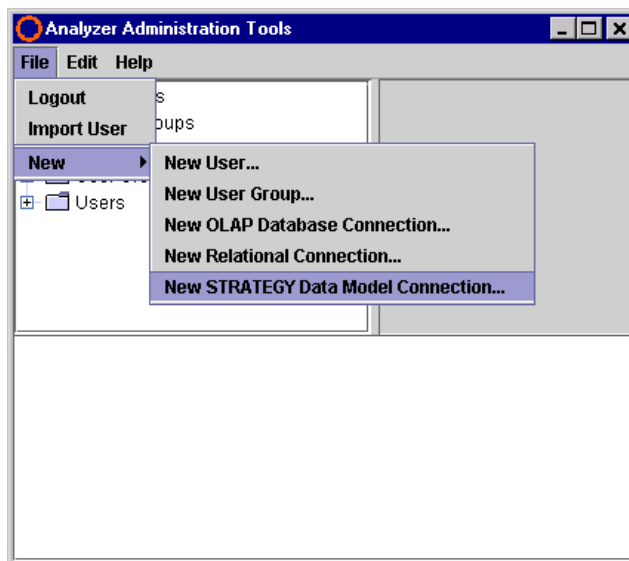 Analyzer Administration Tools
File Edit Help
Logout
Import User
New
New User...
New User Group...
New OLAP Database Connection...
New Relational Connection...
New STRATEGY Data Model Connection...
Users